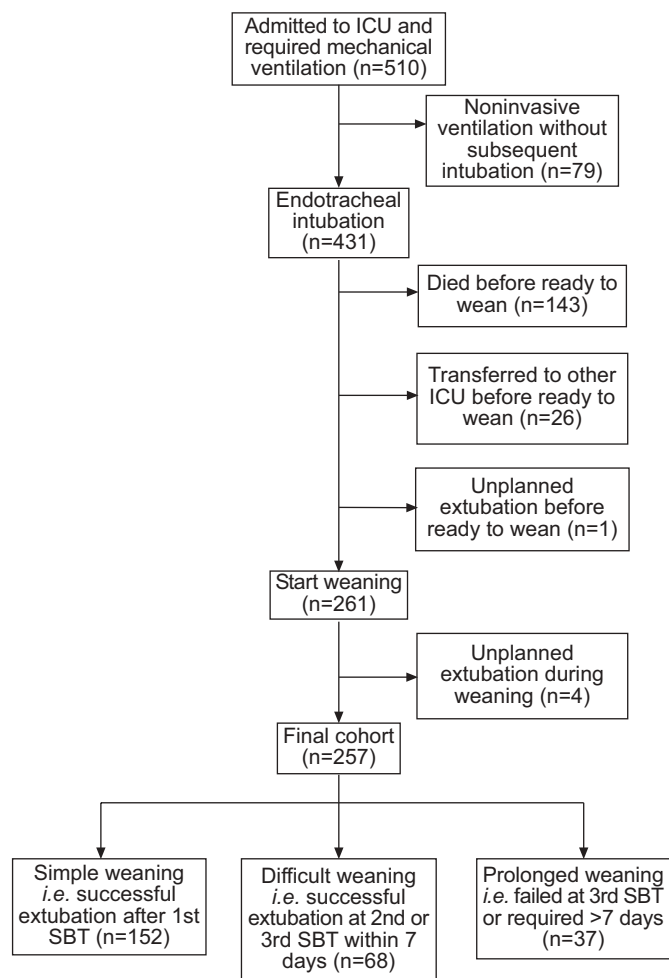 Admitted to ICU and
required mechanical
ventilation (n=510)
Noninvasive
ventilation without
subsequent
intubation (n=79)
Endotracheal
intubation
(n=431)
Died before ready to
wean (n=143)
Transferred to other
ICU before ready to
wean (n=26)
Unplanned
extubation before
ready to wean (n=1)
Start weaning
(n=261)
Unplanned
extubation during
weaning (n=4)
Final cohort
(n=257)
Simple weaning
i.e. successful
extubation after 1st
SBT (n=152)
Difficult weaning
i.e. successful
extubation at 2nd or
3rd SBT within 7
days (n=68)
Prolonged weaning
i.e. failed at 3rd SBT
or required >7 days
(n=37)